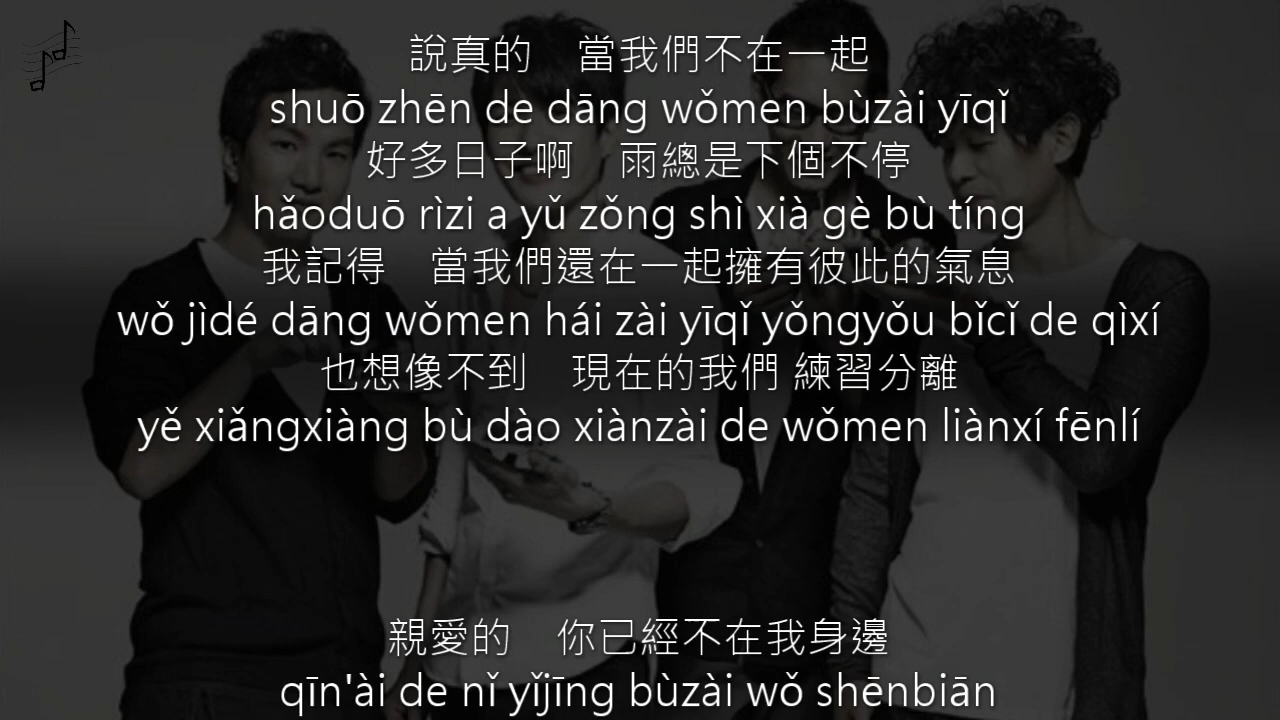 說真的　當我們不在一起
shuō zhēn de dāng wǒmen bùzài yīqǐ
好多日子啊　雨總是下個不停
hǎoduō rìzi a yǔ zǒng shì xià gè bù tíng
我記得　當我們還在一起擁有彼此的氣息
wǒ jìdé dāng wǒmen hái zài yīqǐ yǒngyǒu bǐcǐ de qìxí
也想像不到　現在的我們 練習分離
yě xiǎngxiàng bù dào xiànzài de wǒmen liànxí fēnlí
親愛的　你已經不在我身邊
qīn'ài de nǐ yǐjīng bùzài wǒ shēnbiān